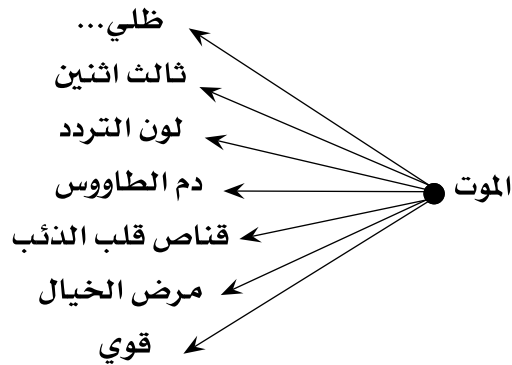 ظلي...
ثالث اثنين
لون التردد
دم الطاووس
الموت
قناص قلب الذئب
مرض الخيال
قوي